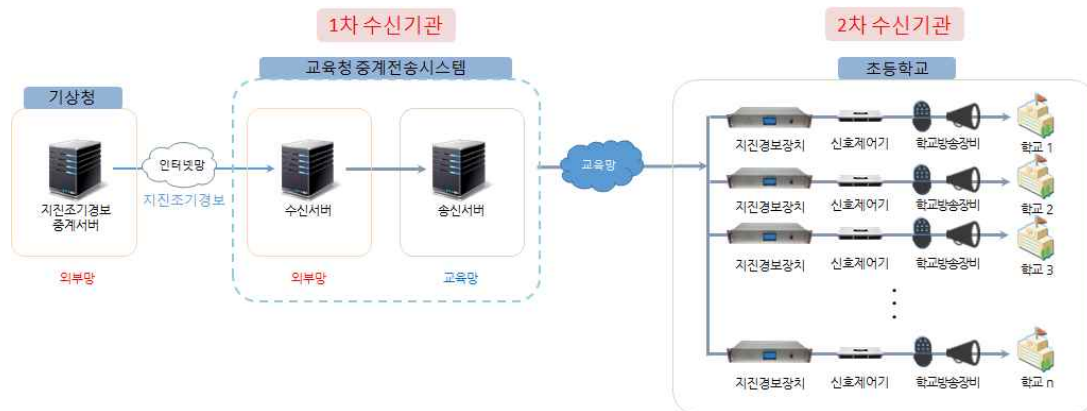 1차 수신기관
2차 수신기관
교육청 중계전송시스템
초등학교
기상청
인터넷망
지진조기경보
지진조기경보
중계서버
수신서버
송신서버
외부망
외부망
교육망
교육망
지진경보장치
신호제어기
학교방송장비
학교 1
지진경보장치
신호제어기
학교방송장비
학교 2
지진경보장치
신호제어기
학교방송장비
학교 3
지진경보장치
신호제어기
학교방송장비
학교 n